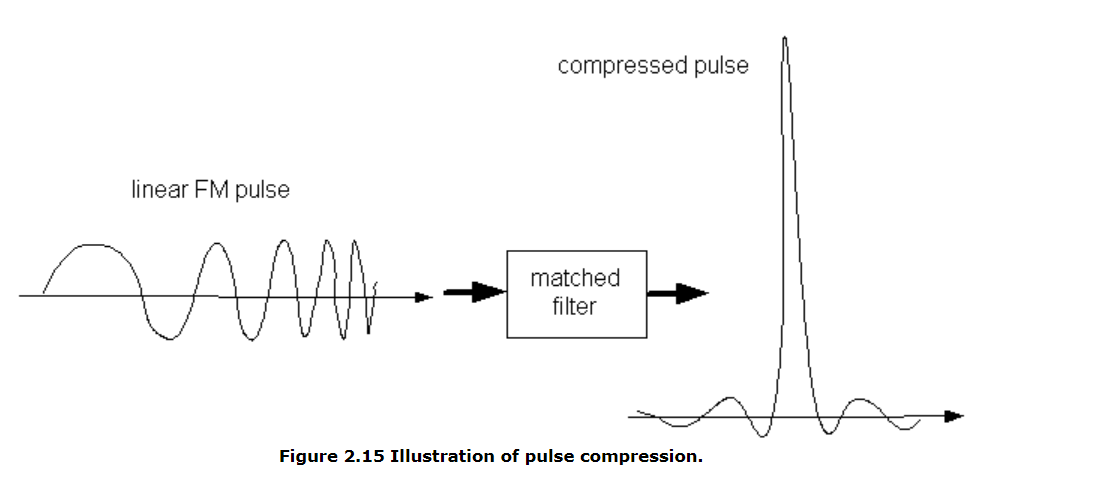 compressed pulse
linear FM pulse
matched
filter
Figure 2.15 Illustration of pulse compression.